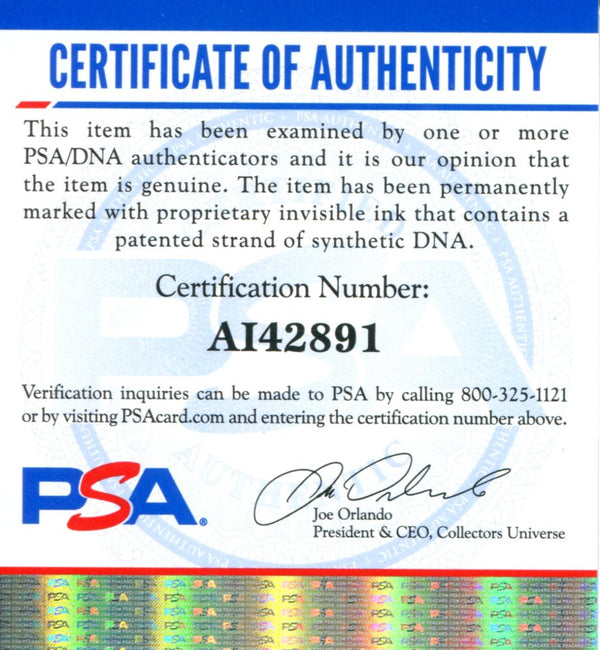 CERTIFICATE OF AUTHENTICITY
This item has been examined by one or more
PSA/DNA authenticators and it is our opinion that
the item is genuine. The item has been permanently
marked with proprietary invisible ink that contains a
patented strand of synthetic DNA.
Certification Number:
AI42891
Verification inquiries can be made to PSA by calling 800-325-1121
or by visiting PSAcard.com and entering the certification number above.
PSA®
Joe Orlando
President & CEO, Collectors Universe